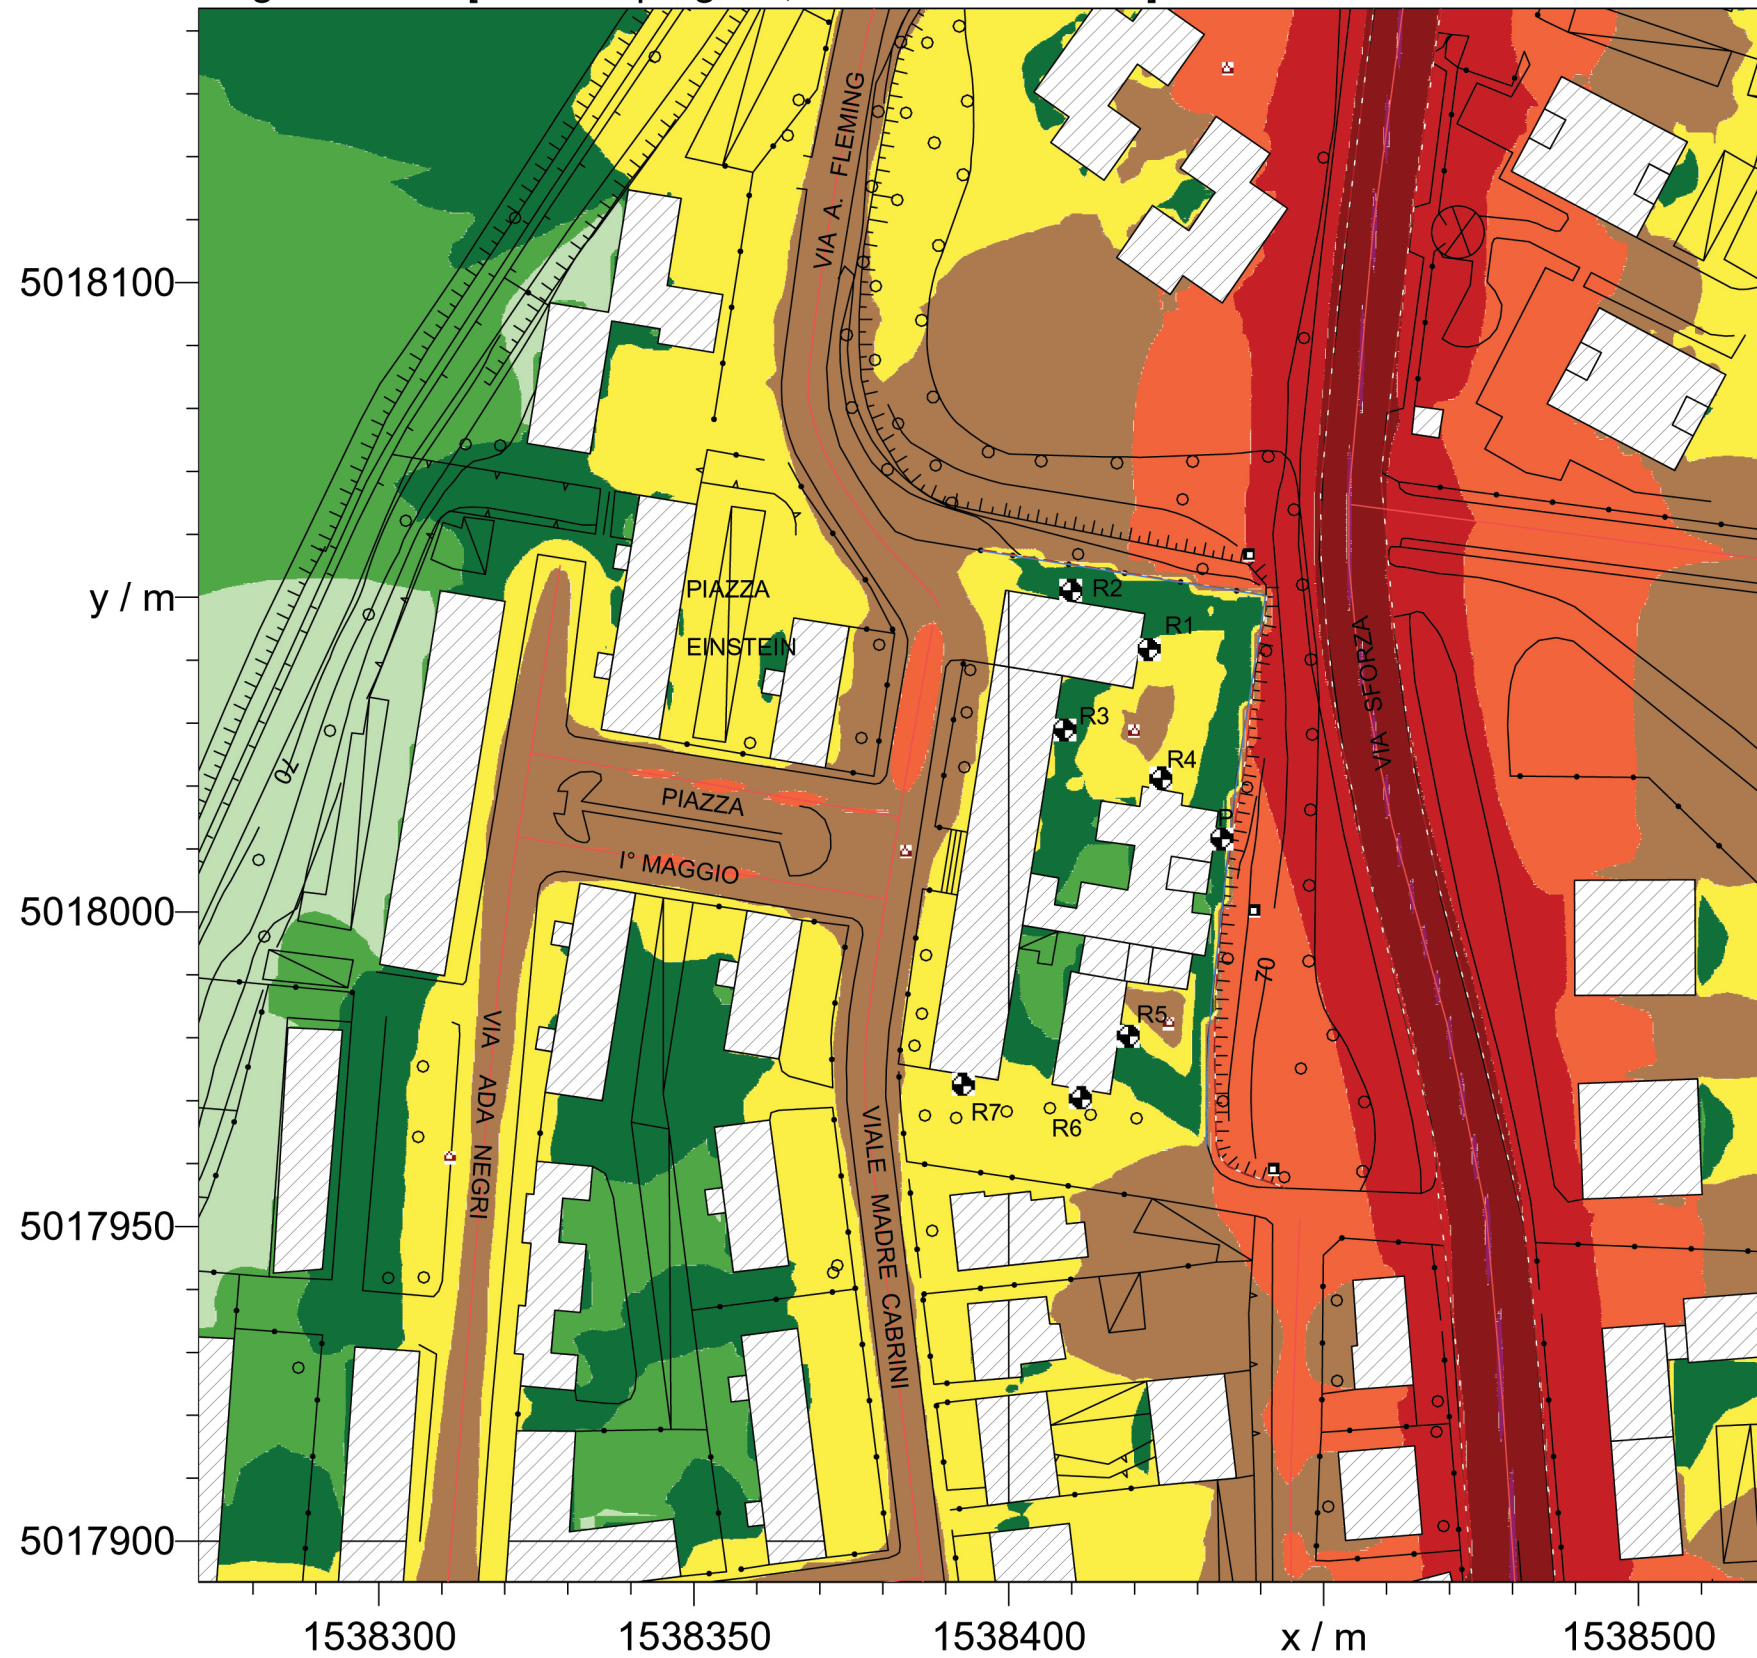 VIA A. FLEMING
5018100
y / m
PIAZZA
EINSTEIN
R2
R1
R3
R4
P
VIA SFORZA
70
PIAZZA
I° MAGGIO
5018000
70
R5
VIA ADA NEGRI
R7
R6
VIALE MADRE CABRINI
5017950
5017900
1538300
1538350
1538400
x / m
1538500